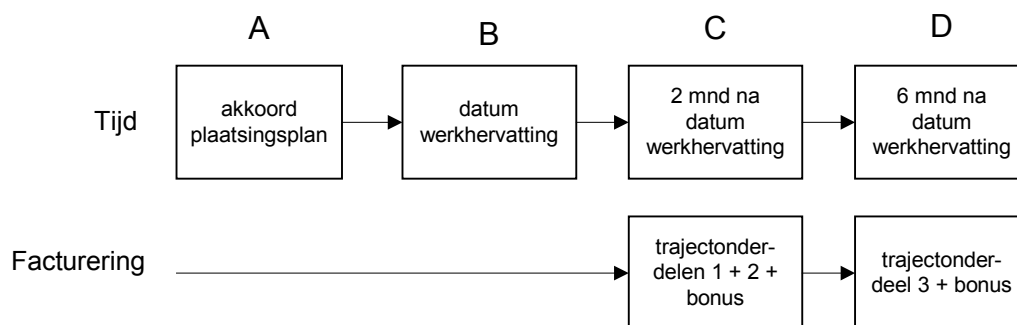 A
B
C
D
Tijd
akkoord
plaatsingsplan
datum
werkhervatting
2 mnd na
datum
werkhervatting
6 mnd na
datum
werkhervatting
Facturering
trajectonder-
delen 1 + 2 +
bonus
trajectonder-
deel 3 + bonus